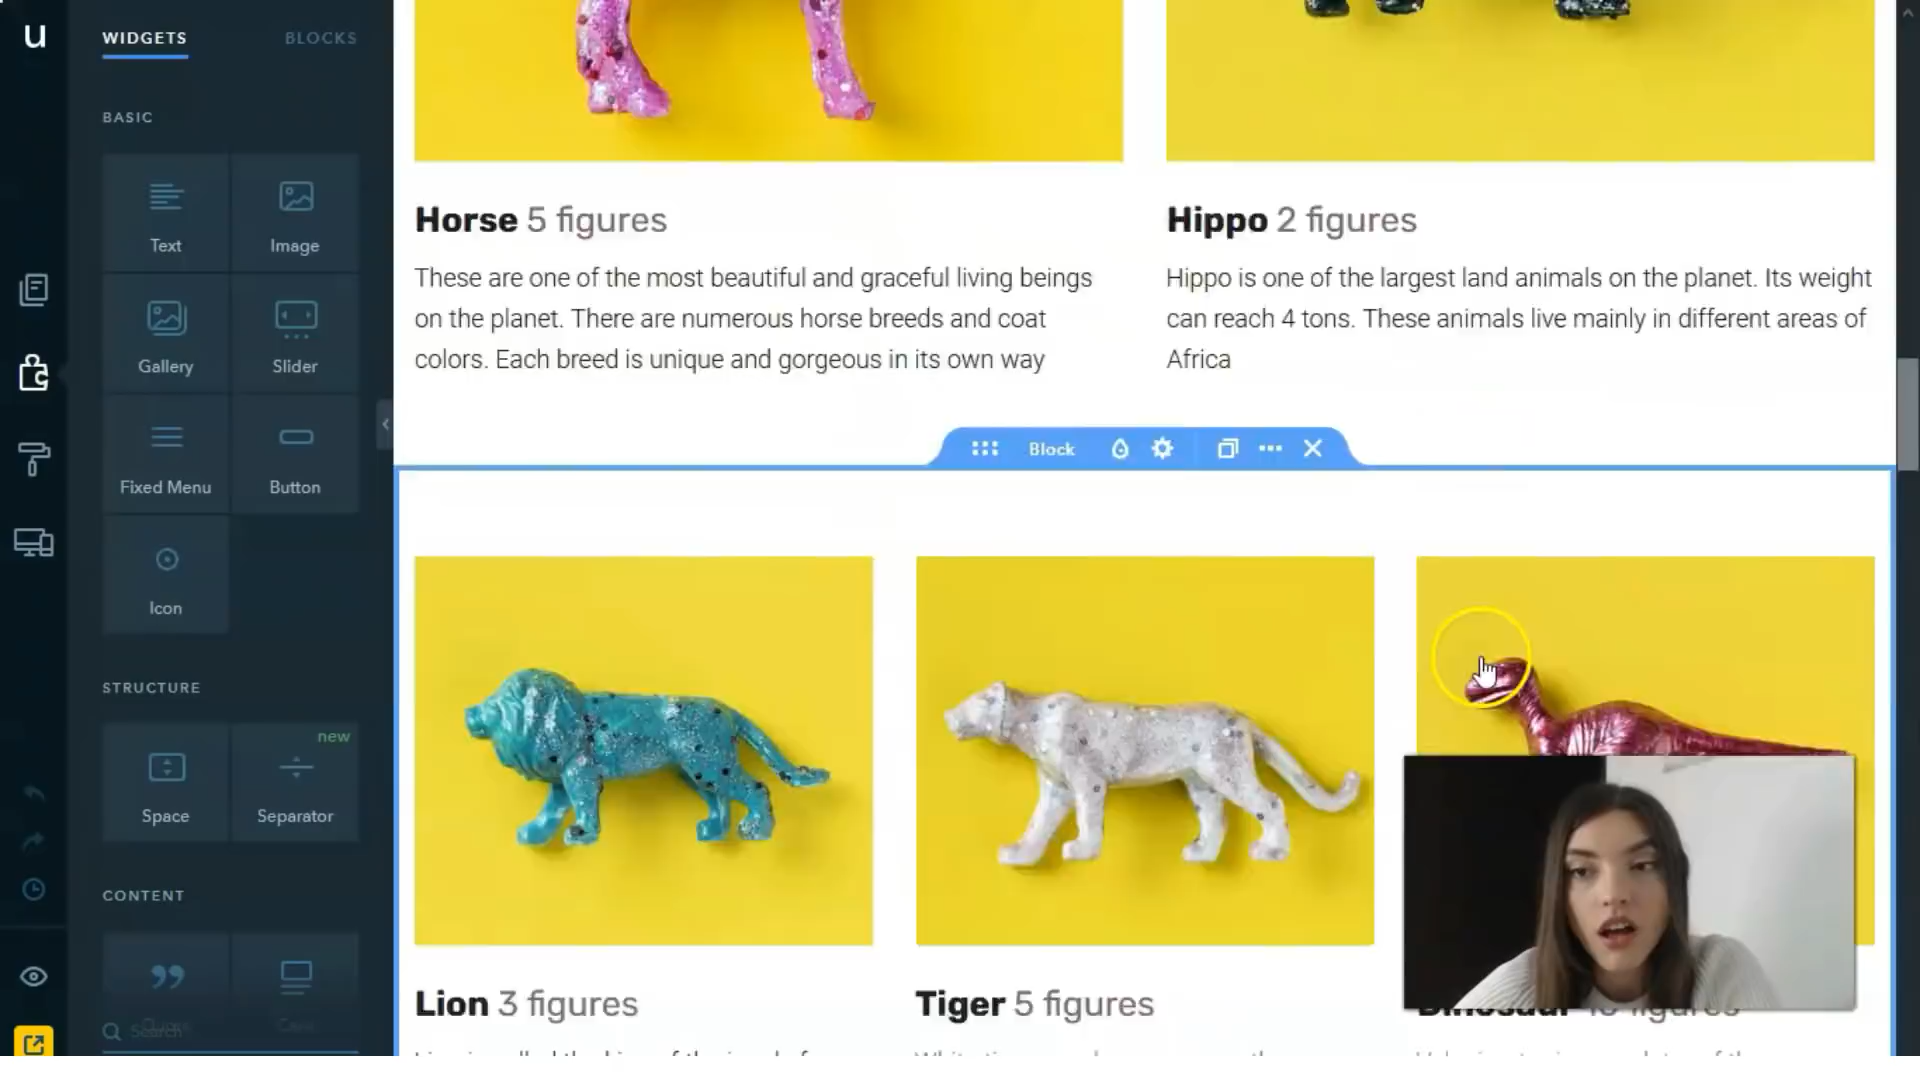 u
WIDGETS
BLOCKS
BASIC
Text
Image
Gallery
Slider
Fixed Menu
Button
Icon
STRUCTURE
new
Space
Separator
CONTENT
Search
Horse 5 figures
These are one of the most beautiful and graceful living beings
on the planet. There are numerous horse breeds and coat
colors. Each breed is unique and gorgeous in its own way
Hippo 2 figures
Hippo is one of the largest land animals on the planet. Its weight
can reach 4 tons. These animals live mainly in different areas of
Africa
Block
Lion 3 figures
Tiger 5 figures
Dinosaur figures